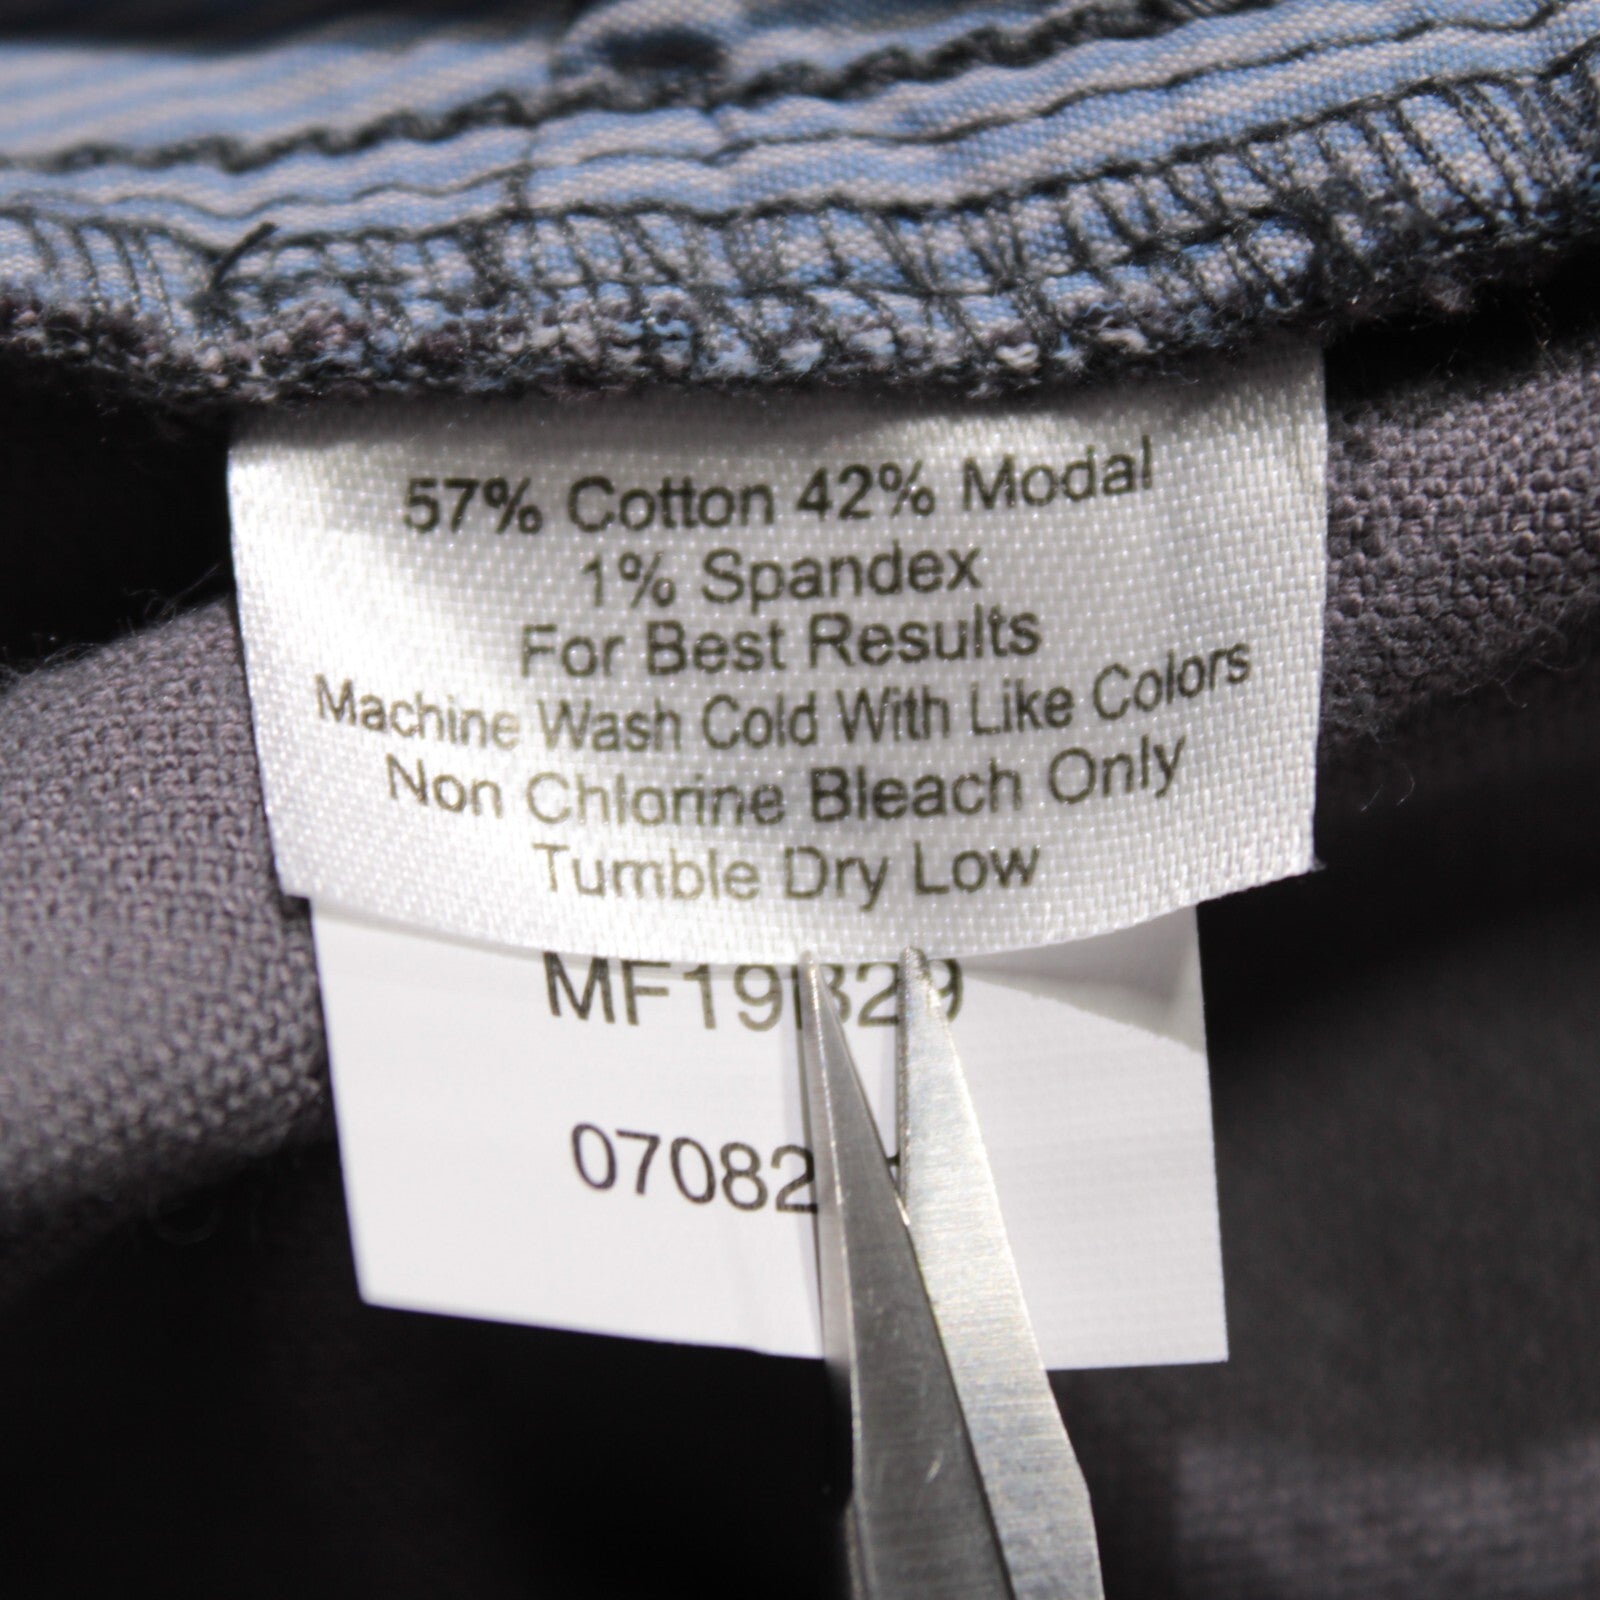 57% Cotton 42% Modal
1% Spandex
For Best Results
Machine Wash Cold With Like Colors
Non Chlorine Bleach Only
Tumble Dry Low
MF19B29